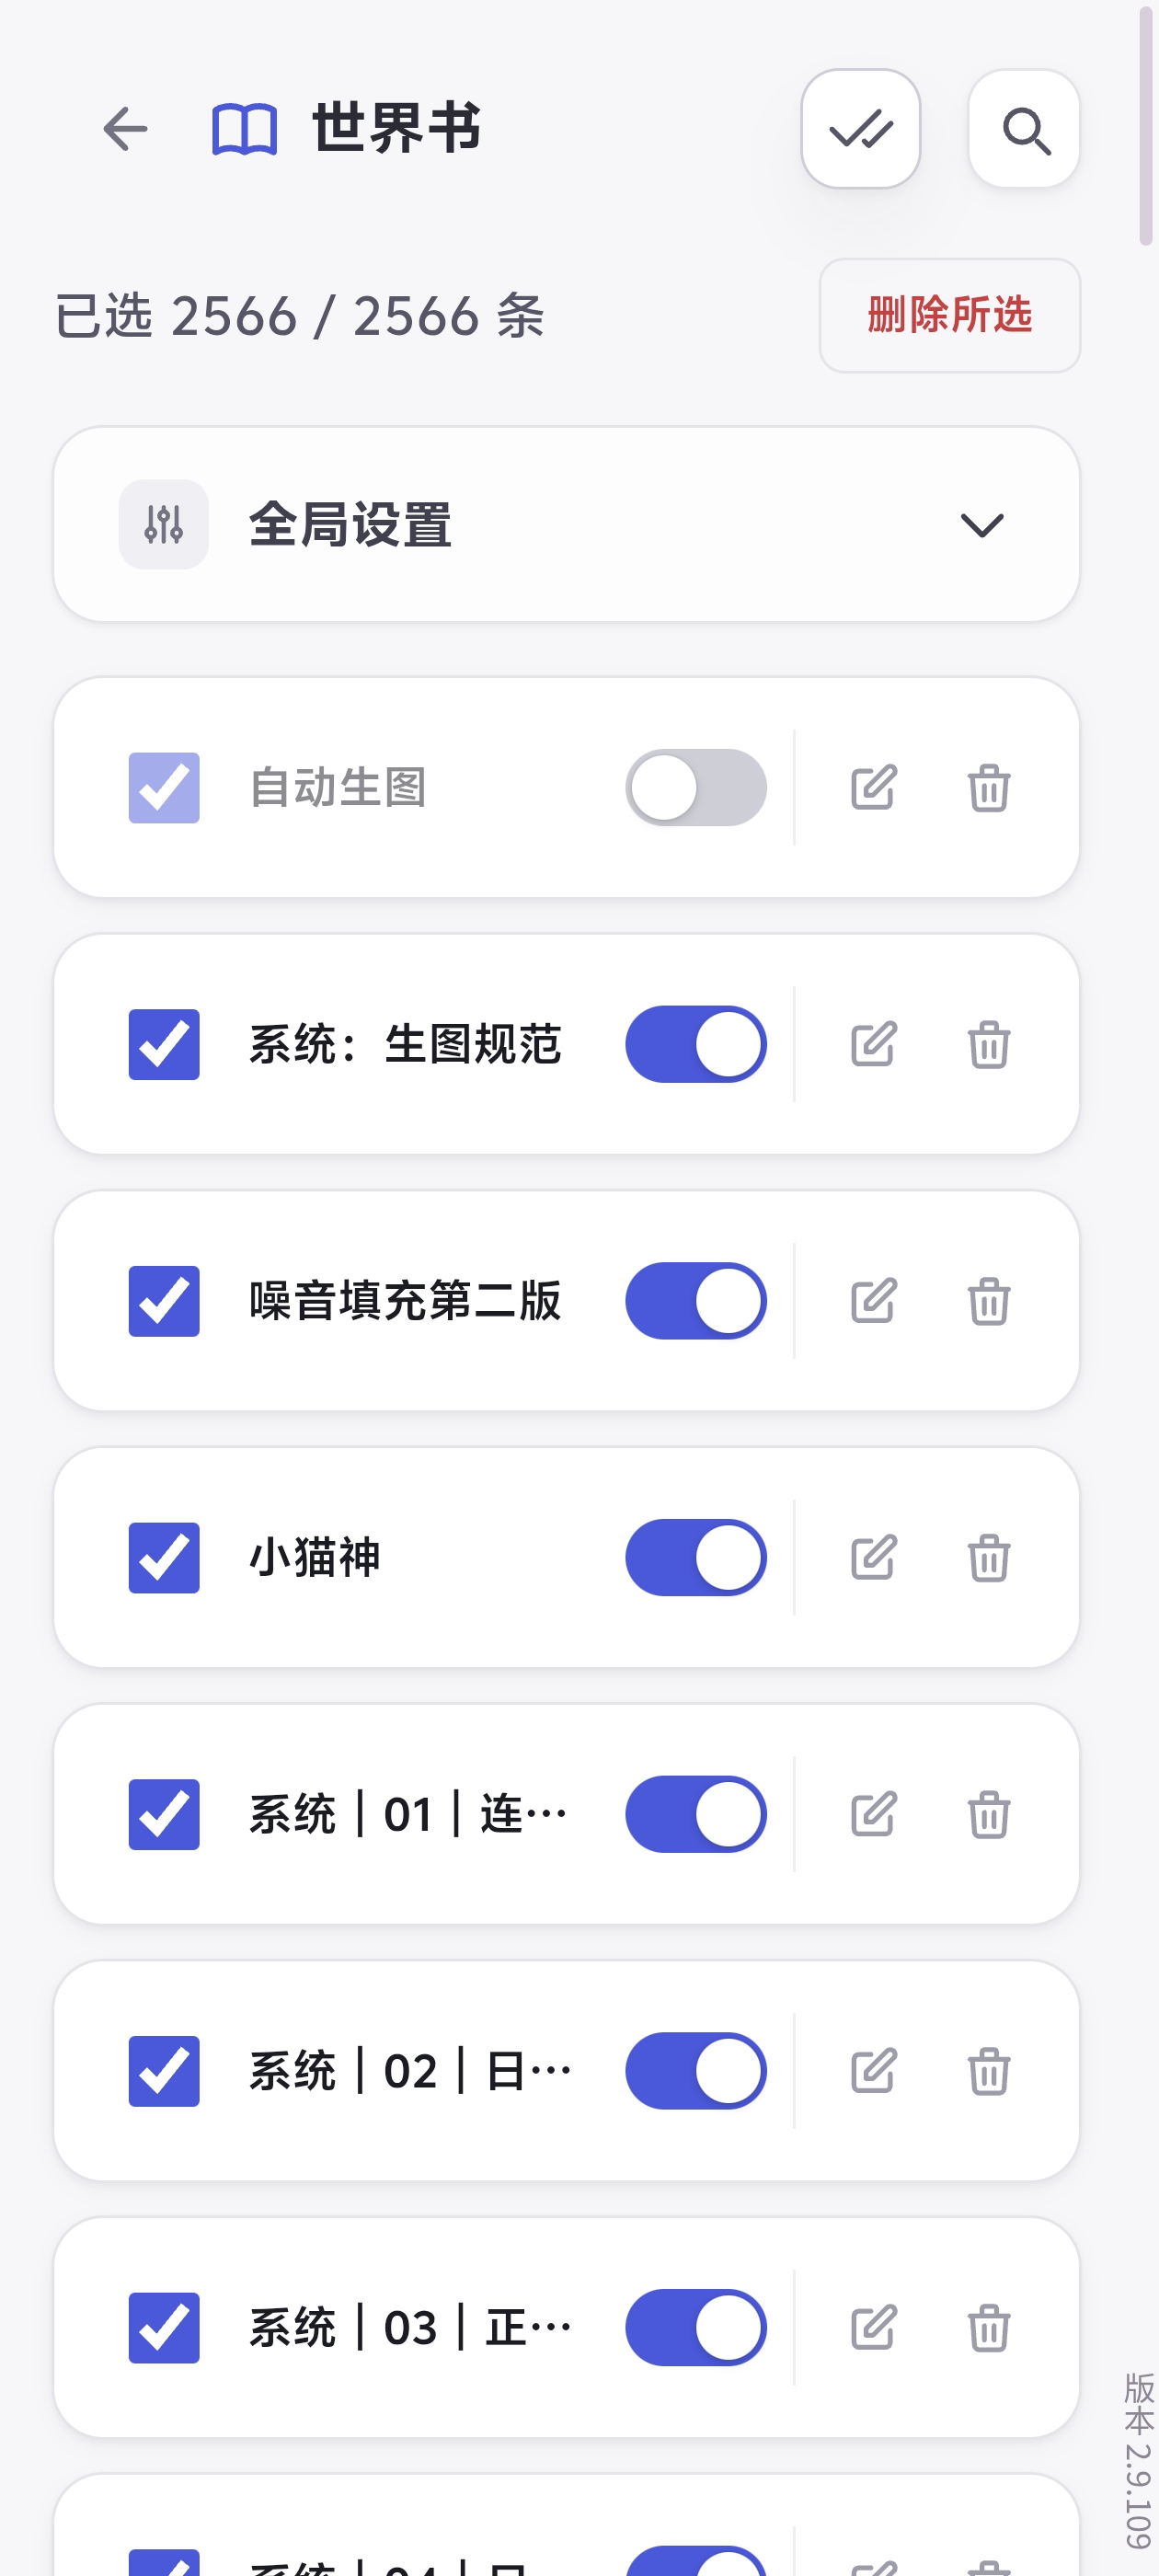 世界书
已选 2566 / 2566 条
删除所选
全局设置
自动生图
系统：生图规范
噪音填充第二版
小猫神
系统｜01｜连…
系统｜02｜日…
系统｜03｜正…
版本 2.9.109